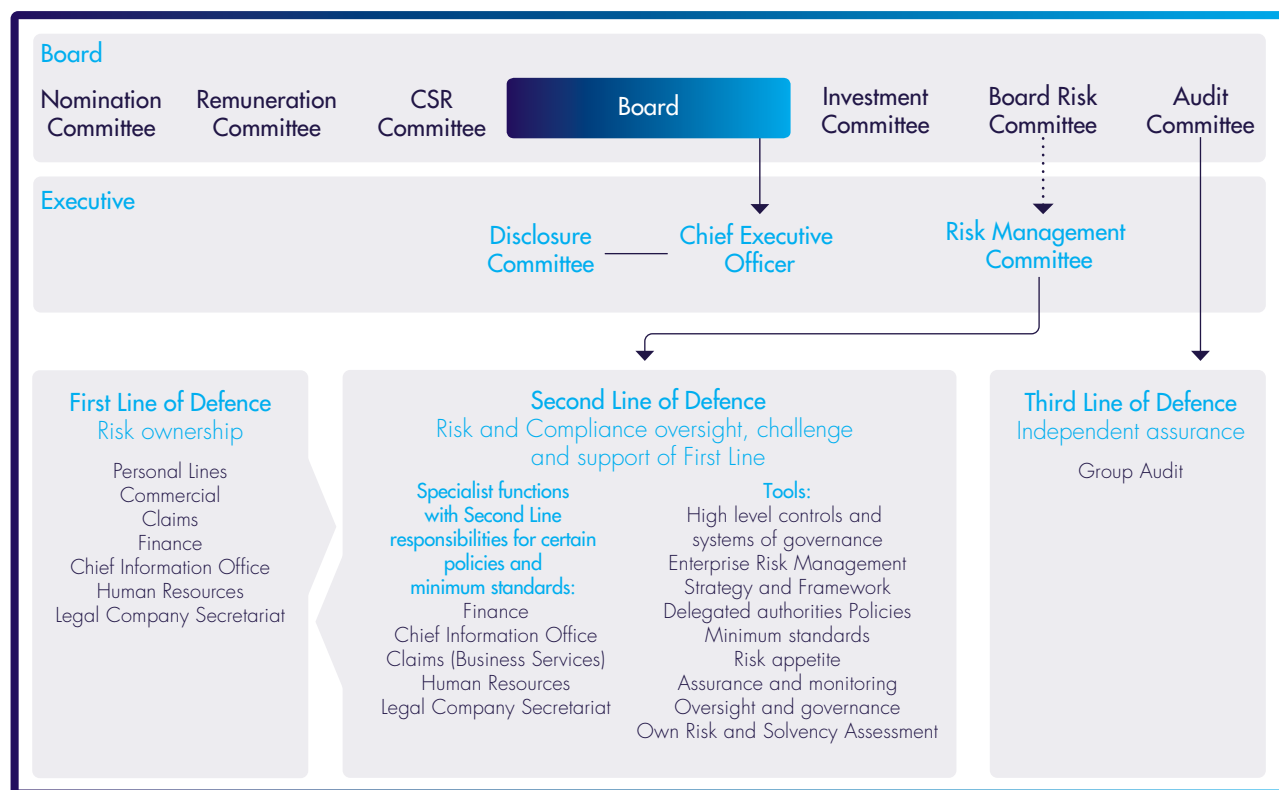 Board
Nomination
Committee
Remuneration
Committee
CSR
Committee
Board
Investment
Committee
Board Risk
Committee
Audit
Committee
Executive
Disclosure
Committee
Chief Executive
Officer
Risk Management
Committee
First Line of Defence
Risk ownership
Personal Lines
Commercial
Claims
Finance
Chief Information Office
Human Resources
Legal Company Secretariat
Second Line of Defence
Risk and Compliance oversight, challenge
and support of First Line
Specialist functions
with Second Line
responsibilities for certain
policies and
minimum standards:
Finance
Chief Information Office
Claims (Business Services)
Human Resources
Legal Company Secretariat
Tools:
High level controls and
systems of governance
Enterprise Risk Management
Strategy and Framework
Delegated authorities Policies
Minimum standards
Risk appetite
Assurance and monitoring
Oversight and governance
Own Risk and Solvency Assessment
Third Line of Defence
Independent assurance
Group Audit